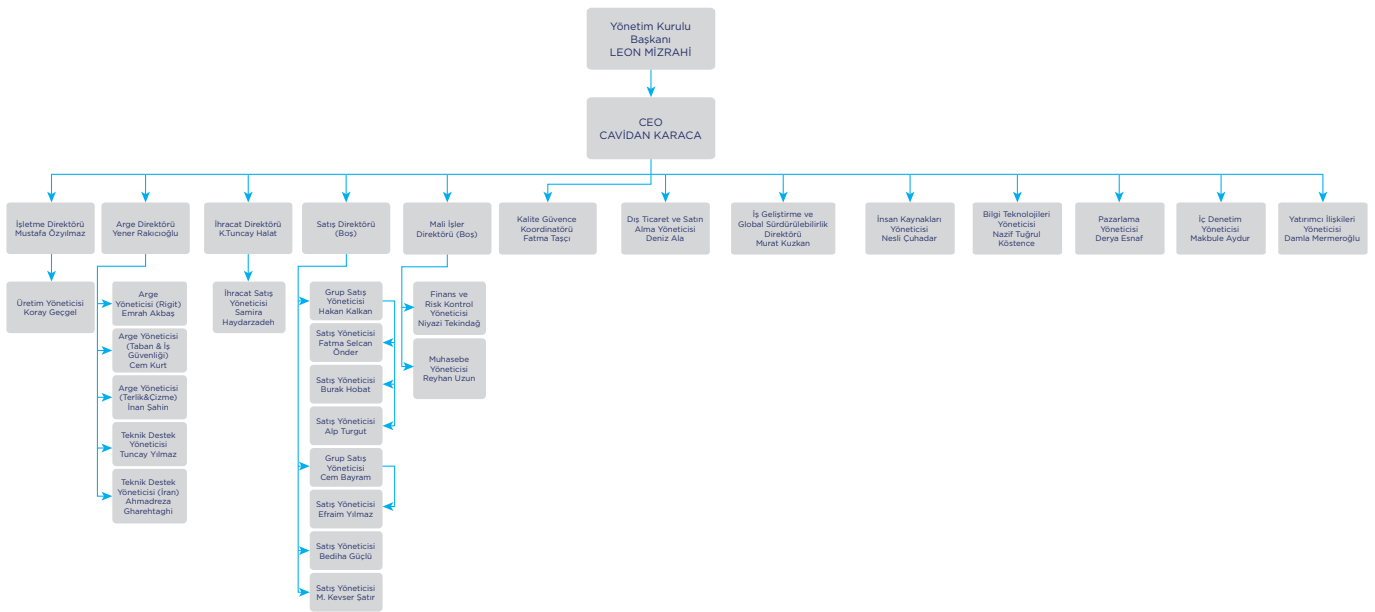 Yönetim Kurulu
Başkanı
LEON MİZRAHİ
CEO
CAVİDAN KARACA
İşletme Direktörü
Mustafa Özyılmaz
Arge Direktörü
Yener Rakıcıoğlu
İhracat Direktörü
K.Tuncay Halat
Satış Direktörü
(Boş)
Mali İşler
Direktörü (Boş)
Kalite Güvence
Koordinatörü
Fatma Taşçı
Dış Ticaret ve Satın
Alma Yöneticisi
Deniz Ala
İş Geliştirme ve
Global Sürdürülebilirlik
Direktörü
Murat Kuzkan
İnsan Kaynakları
Yöneticisi
Nesli Çuhadar
Bilgi Teknolojileri
Yöneticisi
Nazif Tuğrul
Köstence
Pazarlama
Yöneticisi
Derya Esnaf
İç Denetim
Yöneticisi
Makbule Aydur
Yatırımcı İlişkileri
Yöneticisi
Damla Mermeroğlu
Üretim Yöneticisi
Koray Geçgel
Arge
Yöneticisi (Rigit)
Emrah Akbaş
Arge Yöneticisi
(Taban & İş
Güvenliği)
Cem Kurt
Arge Yöneticisi
(Terlik&Çizme)
İnan Şahin
Teknik Destek
Yöneticisi
Tuncay Yılmaz
Teknik Destek
Yöneticisi (İran)
Ahmadreza
Gharehtaghi
İhracat Satış
Yöneticisi
Samira
Haydarzadeh
Grup Satış
Yöneticisi
Hakan Kalkan
Satış Yöneticisi
Fatma Selcan
Önder
Satış Yöneticisi
Burak Hobat
Satış Yöneticisi
Alp Turgut
Grup Satış
Yöneticisi
Cem Bayram
Satış Yöneticisi
Efraim Yılmaz
Satış Yöneticisi
Bediha Güçlü
Satış Yöneticisi
M. Kevser Şatır
Finans ve
Risk Kontrol
Yöneticisi
Niyazi Tekindağ
Muhasebe
Yöneticisi
Reyhan Uzun